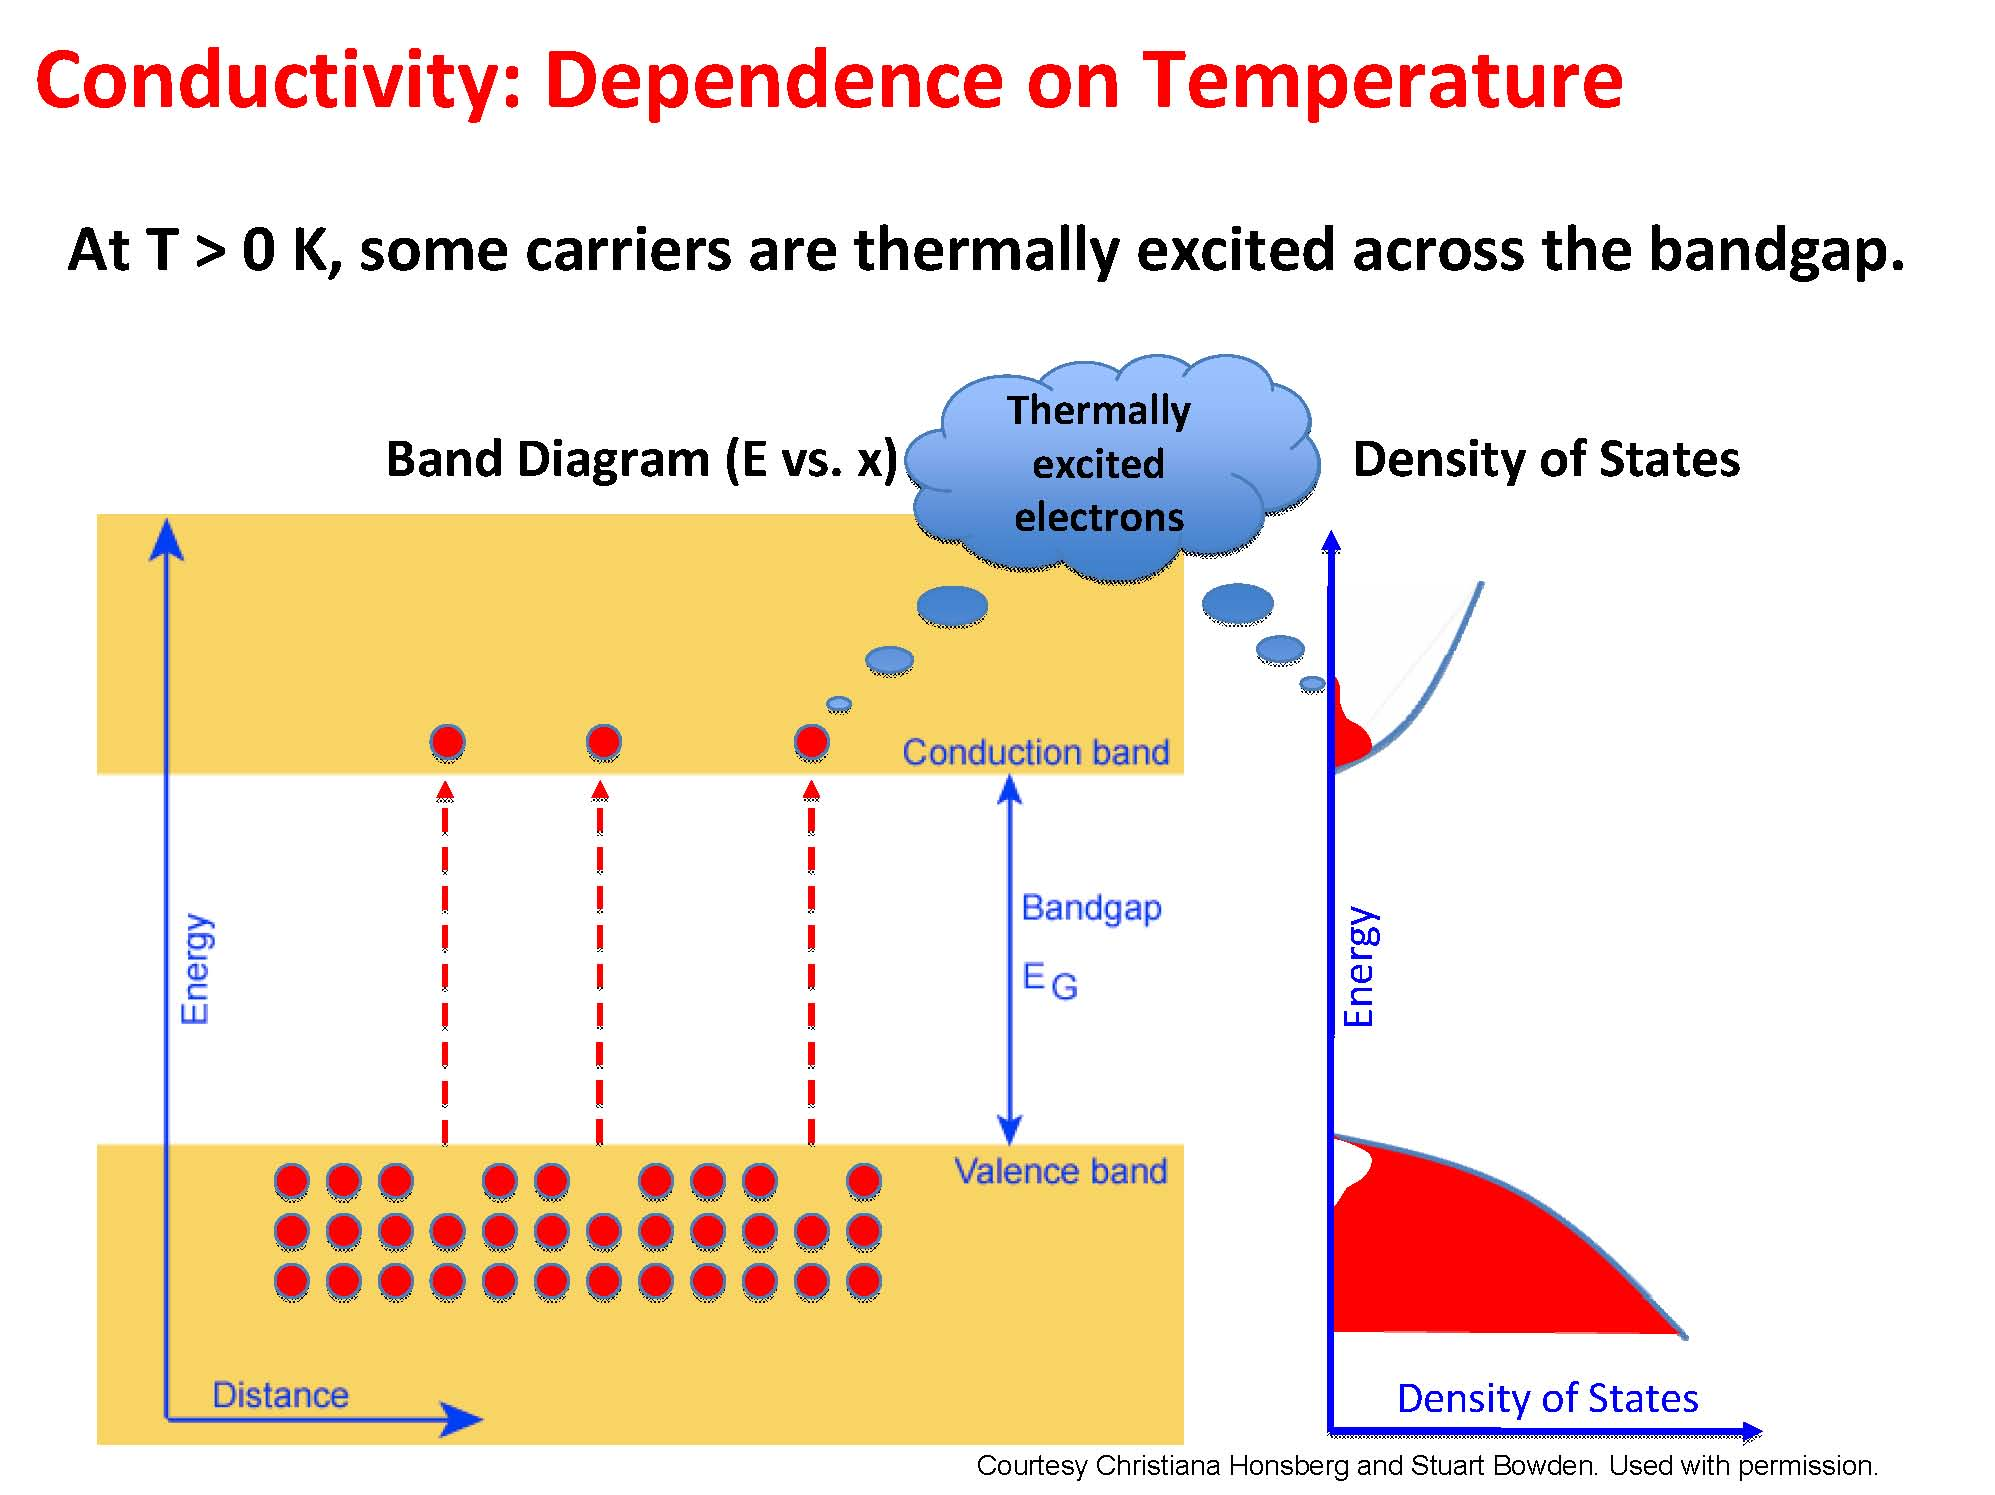 Conductivity: Dependence on Temperature
At T > 0 K, some carriers are thermally excited across the bandgap.
Band Diagram (E vs. x)
Thermally
excited
electrons
Density of States
Conduction band
Bandgap
E G
Energy
Valence band
Distance
Energy
Density of States
Courtesy Christiana Honsberg and Stuart Bowden. Used with permission.